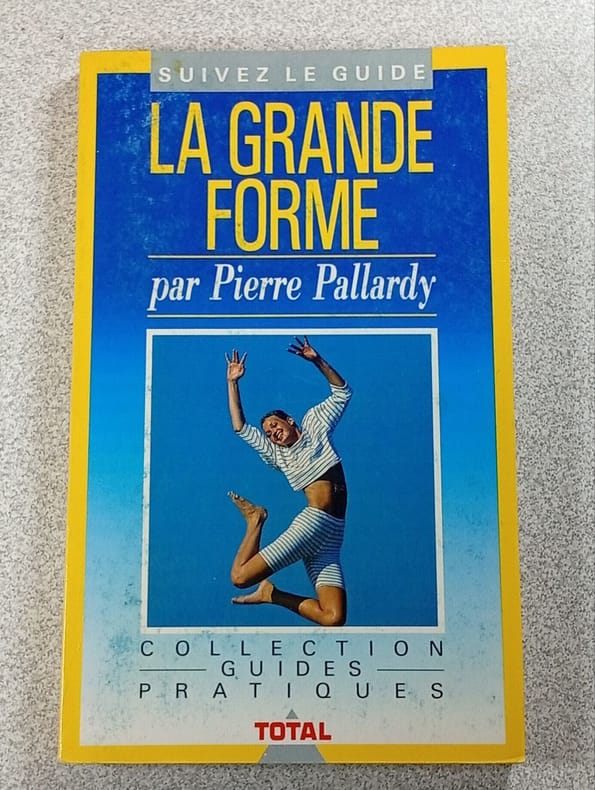 SUIVEZ LE GUIDE
LA GRANDE
FORME
par Pierre Pallardy
COLLECTION
GUIDES
PRATIQUES
TOTAL